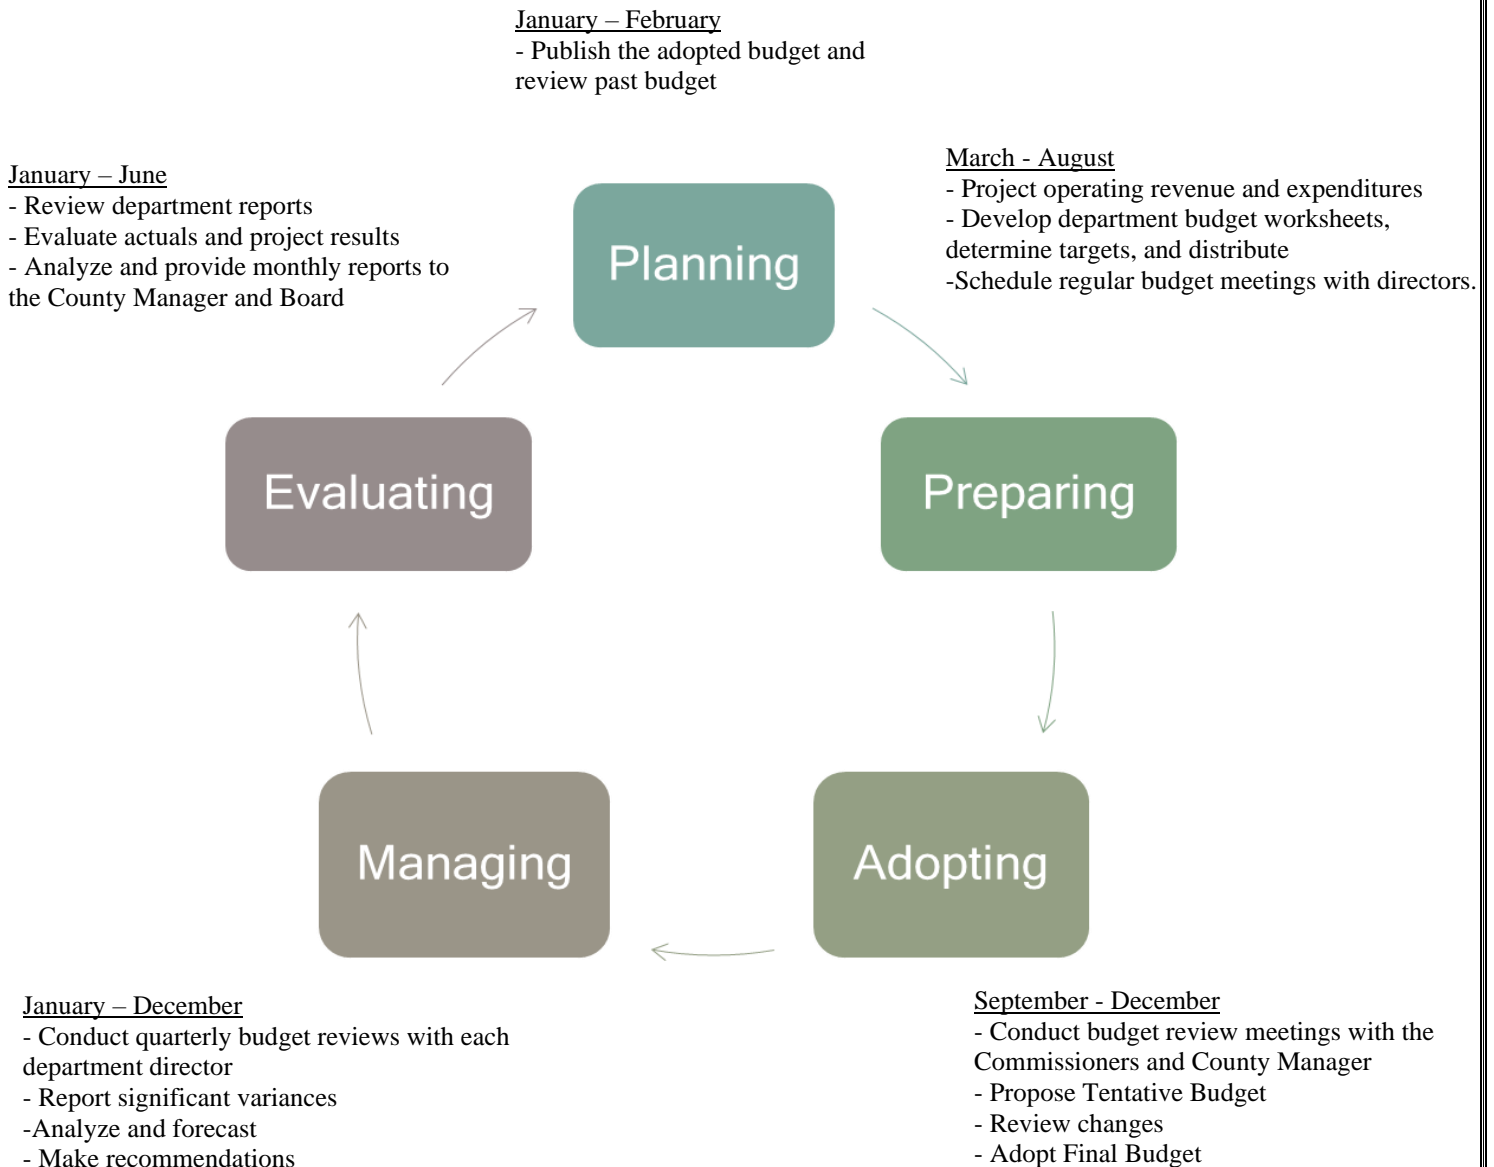 January – February
- Publish the adopted budget and
review past budget
January – June
- Review department reports
- Evaluate actuals and project results
- Analyze and provide monthly reports to
the County Manager and Board
March - August
- Project operating revenue and expenditures
- Develop department budget worksheets,
determine targets, and distribute
-Schedule regular budget meetings with directors.
Planning
Evaluating
Preparing
Managing
Adopting
January – December
- Conduct quarterly budget reviews with each
department director
- Report significant variances
-Analyze and forecast
- Make recommendations
September - December
- Conduct budget review meetings with the
Commissioners and County Manager
- Propose Tentative Budget
- Review changes
- Adopt Final Budget